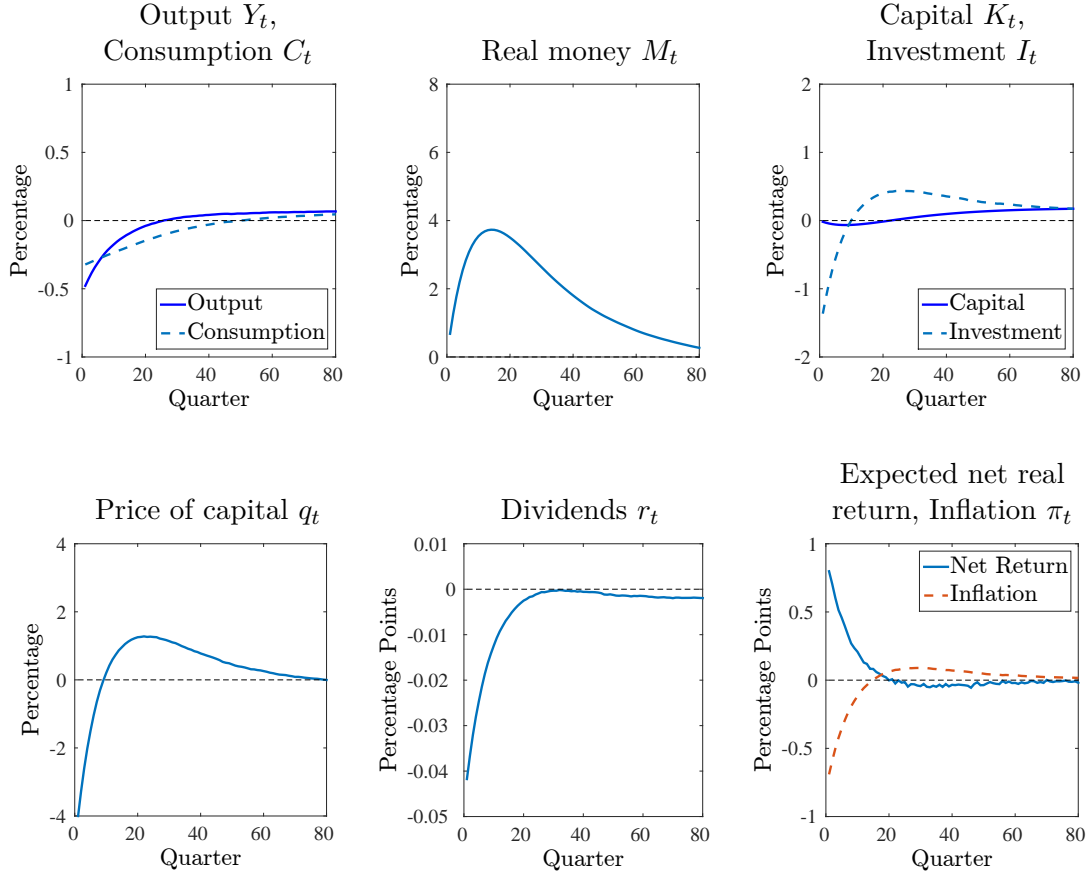 Output Y_t,
Consumption C_t
Percentage
1
0.5
0
-0.5
-1
Output
Consumption
0 20 40 60 80
Quarter
Real money M_t
Percentage
8
6
4
2
0
0 20 40 60 80
Quarter
Capital K_t,
Investment I_t
Percentage
2
1
0
-1
-2
Capital
Investment
0 20 40 60 80
Quarter
Price of capital q_t
Percentage
4
2
0
-2
-4
0 20 40 60 80
Quarter
Dividends r_t
Percentage Points
0.01
0
-0.01
-0.02
-0.03
-0.04
-0.05
0 20 40 60 80
Quarter
Expected net real
return, Inflation π_t
Percentage Points
1
0.5
0
-0.5
-1
Net Return
Inflation
0 20 40 60 80
Quarter